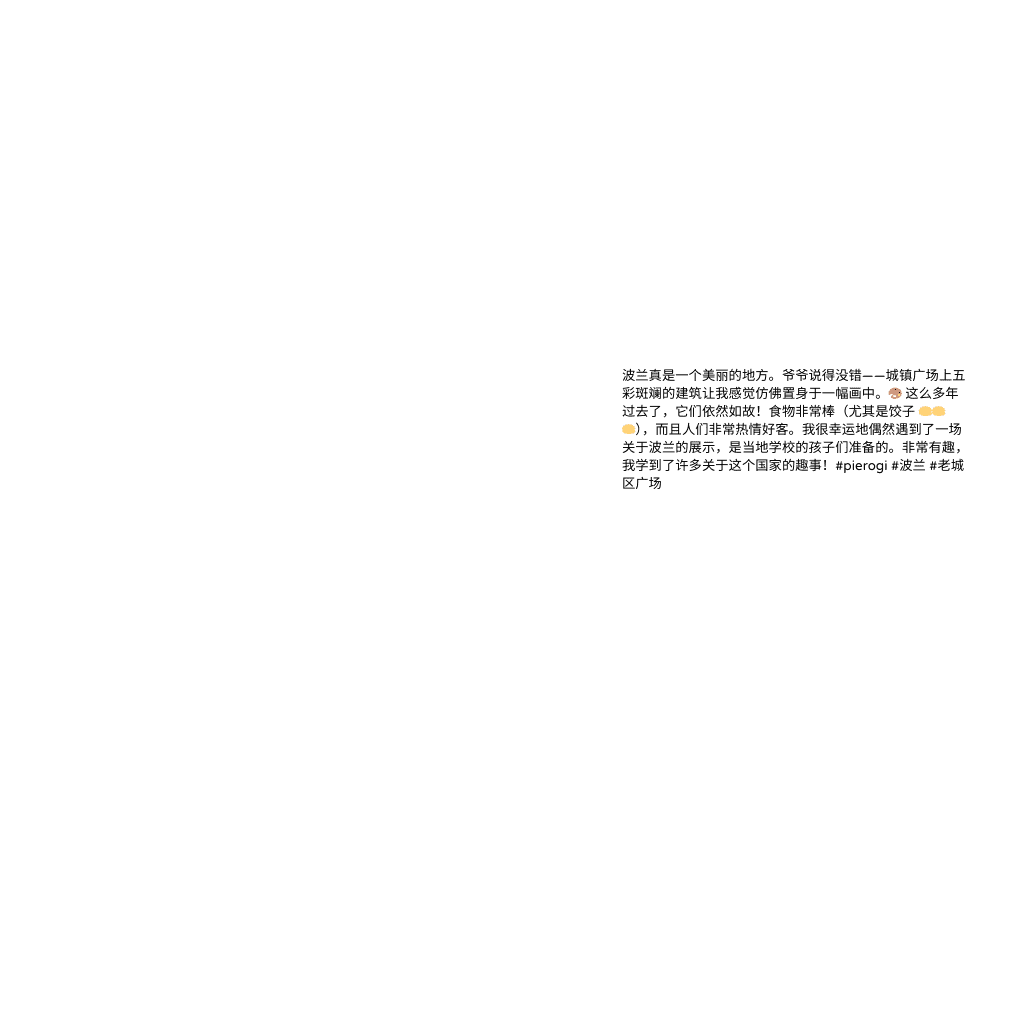 波兰真是一个美丽的地方。爷爷说得没错——城镇广场上五
彩斑斓的建筑让我感觉仿佛置身于一幅画中。🎨 这么多年
过去了，它们依然如故！食物非常棒（尤其是饺子 🥟🥟
🥟），而且人们非常热情好客。我很幸运地偶然遇到了一场
关于波兰的展示，是当地学校的孩子们准备的。非常有趣，
我学到了许多关于这个国家的趣事！#pierogi #波兰 #老城
区广场